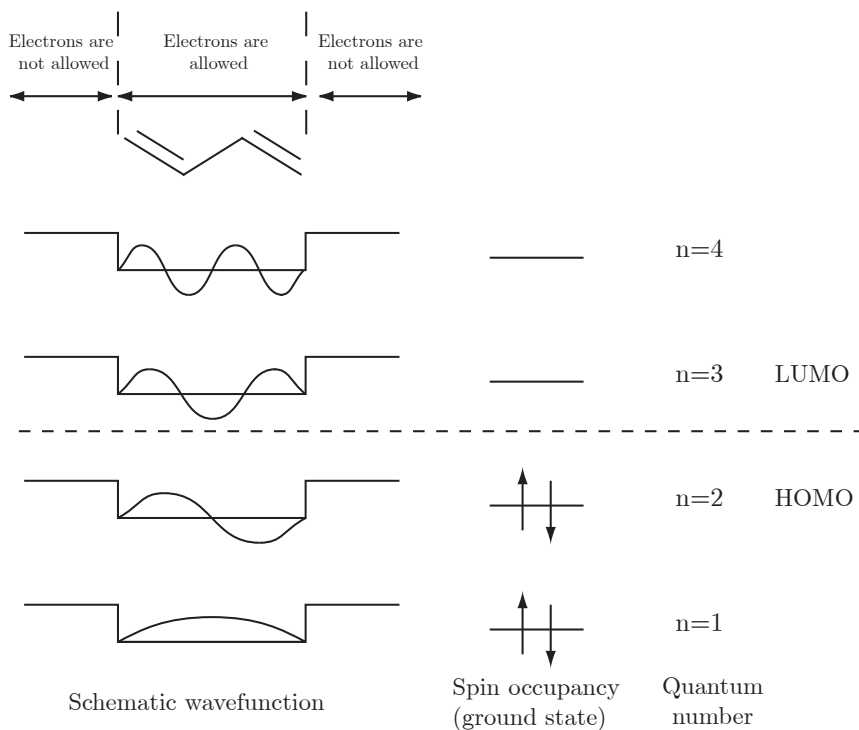 Electrons are
not allowed
Electrons are
allowed
Electrons are
not allowed
n=4
n=3
LUMO
n=2
HOMO
n=1
Schematic wavefunction
Spin occupancy
(ground state)
Quantum
number